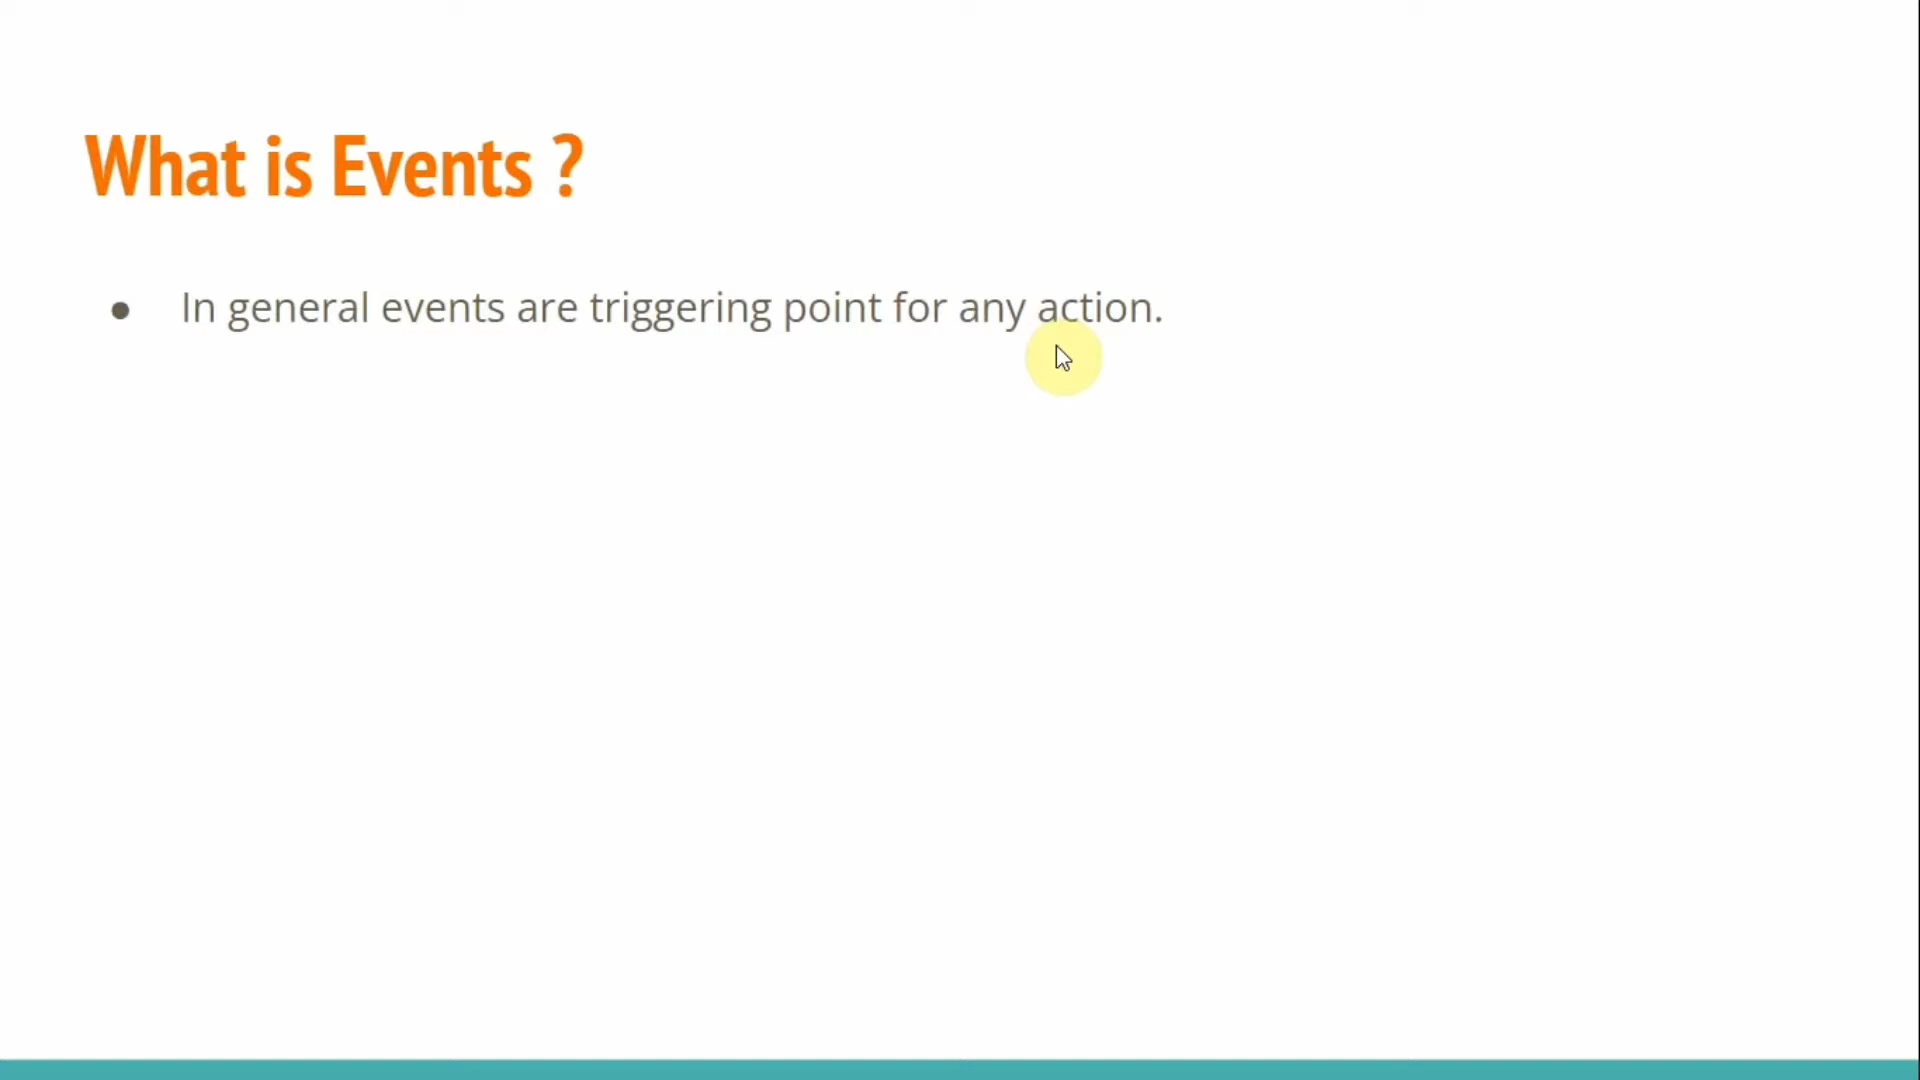 What is Events ?
● In general events are triggering point for any action.